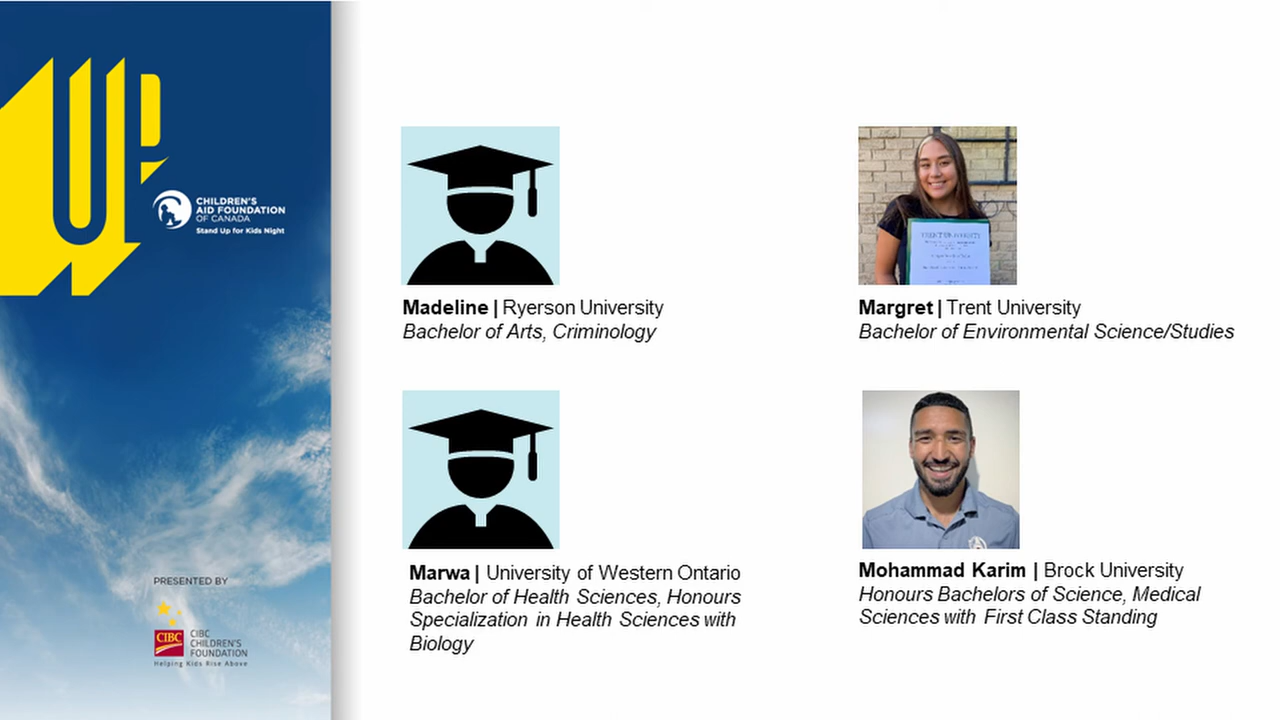 UP
CHILDREN'S
AID FOUNDATION
OF CANADA
Stand Up for Kids Night
Madeline | Ryerson University
Bachelor of Arts, Criminology
TRENT UNIVERSITY
Margret | Trent University
Bachelor of Environmental Science/Studies
Marwa | University of Western Ontario
Bachelor of Health Sciences, Honours
Specialization in Health Sciences with
Biology
Mohammad Karim | Brock University
Honours Bachelors of Science, Medical
Sciences with First Class Standing
PRESENTED BY
CIBC
CIBC
CHILDREN'S
FOUNDATION
Helping Kids Rise Above